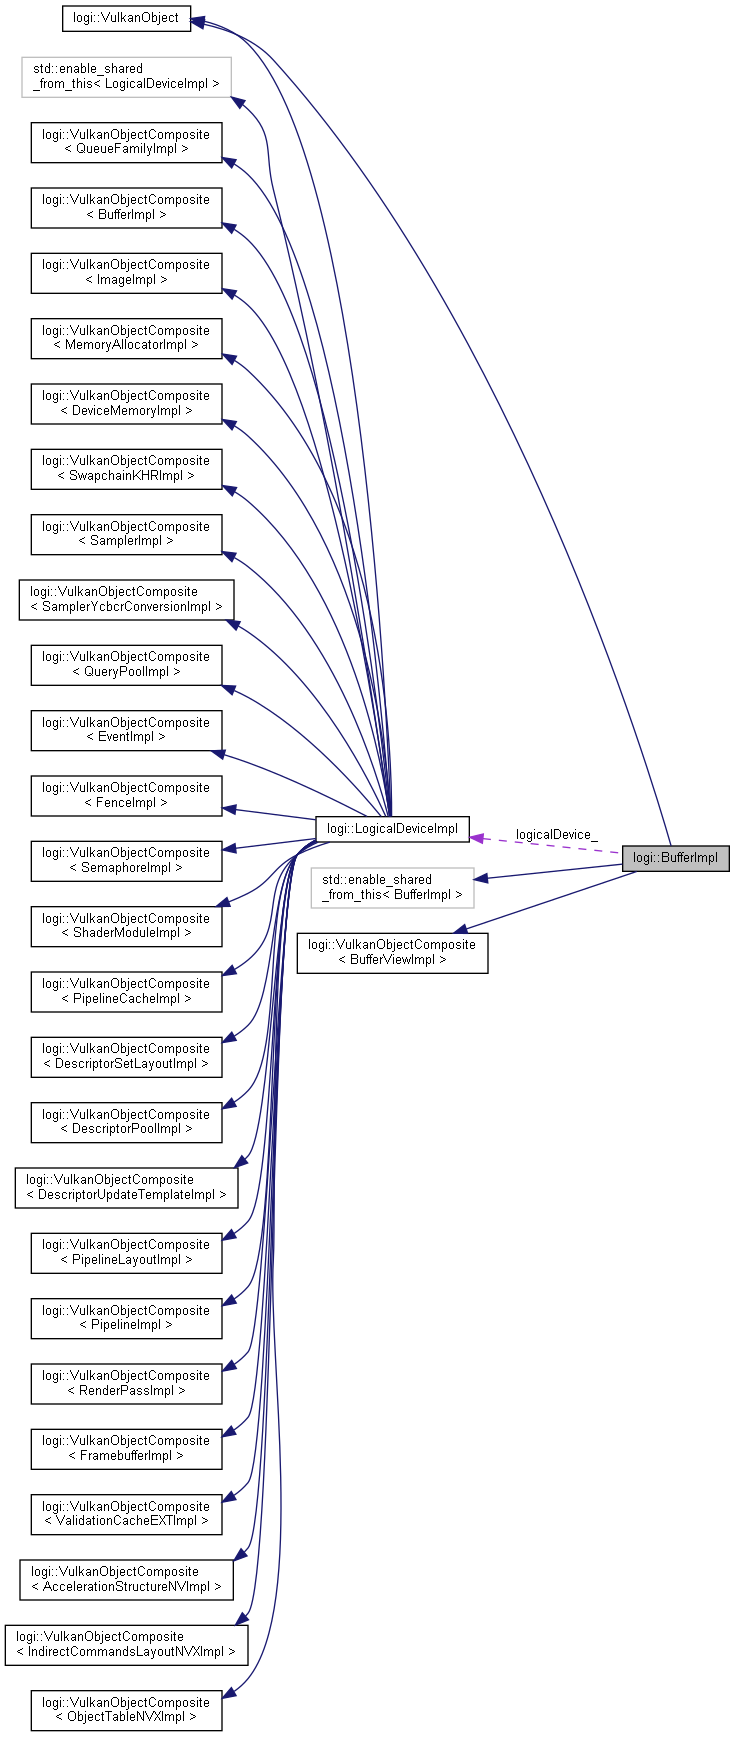 logi::VulkanObject
std::enable_shared
_from_this< LogicalDeviceImpl >
logi::VulkanObjectComposite
< QueueFamilyImpl >
logi::VulkanObjectComposite
< BufferImpl >
logi::VulkanObjectComposite
< ImageImpl >
logi::VulkanObjectComposite
< MemoryAllocatorImpl >
logi::VulkanObjectComposite
< DeviceMemoryImpl >
logi::VulkanObjectComposite
< SwapchainKHRImpl >
logi::VulkanObjectComposite
< SamplerImpl >
logi::VulkanObjectComposite
< SamplerYcbcrConversionImpl >
logi::VulkanObjectComposite
< QueryPoolImpl >
logi::VulkanObjectComposite
< EventImpl >
logi::VulkanObjectComposite
< FenceImpl >
logi::VulkanObjectComposite
< SemaphoreImpl >
logi::VulkanObjectComposite
< ShaderModuleImpl >
logi::VulkanObjectComposite
< PipelineCacheImpl >
logi::VulkanObjectComposite
< DescriptorSetLayoutImpl >
logi::VulkanObjectComposite
< DescriptorPoolImpl >
logi::VulkanObjectComposite
< DescriptorUpdateTemplateImpl >
logi::VulkanObjectComposite
< PipelineLayoutImpl >
logi::VulkanObjectComposite
< PipelineImpl >
logi::VulkanObjectComposite
< RenderPassImpl >
logi::VulkanObjectComposite
< FramebufferImpl >
logi::VulkanObjectComposite
< ValidationCacheEXTImpl >
logi::VulkanObjectComposite
< AccelerationStructureNVImpl >
logi::VulkanObjectComposite
< IndirectCommandsLayoutNVXImpl >
logi::VulkanObjectComposite
< ObjectTableNVXImpl >
logi::LogicalDeviceImpl
std::enable_shared
_from_this< BufferImpl >
logi::VulkanObjectComposite
< BufferViewImpl >
logicalDevice_
logi::BufferImpl